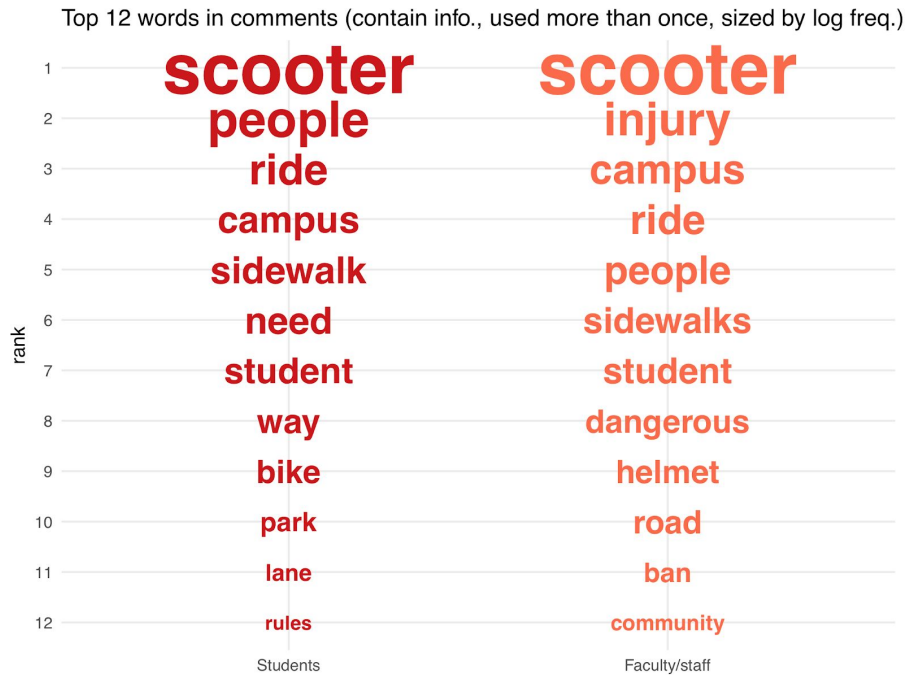 Top 12 words in comments (contain info., used more than once, sized by log freq.)
rank
1 scooter scooter
2 people injury
3 ride campus
4 campus ride
5 sidewalk people
6 need sidewalks
7 student student
8 way dangerous
9 bike helmet
10 park road
11 lane ban
12 rules community
Students Faculty/staff